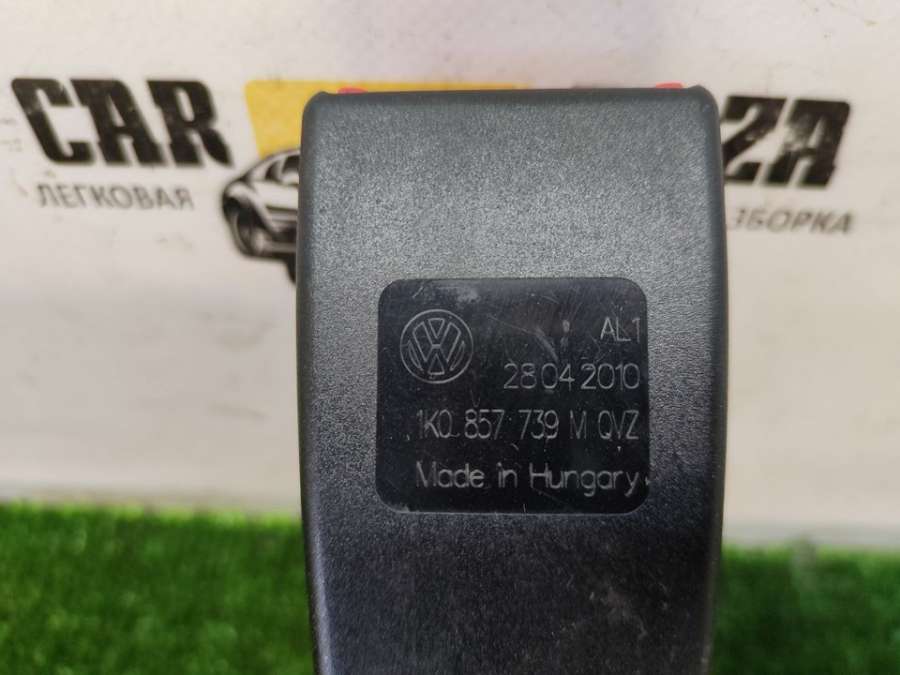 CAR ZA
ЛЕГКОВАЯ ЗБОРКА
AL1
28 04 2010
1K0 857 739 M QVZ
Made in Hungary